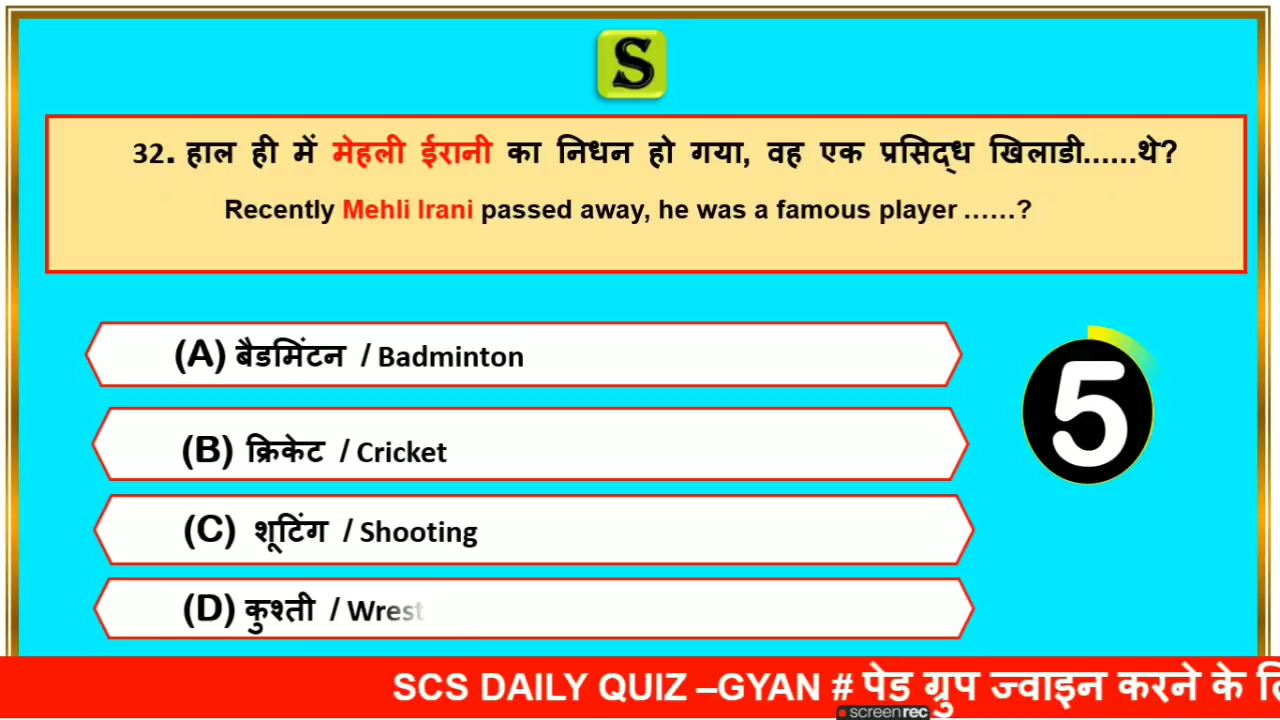 S
32. हाल ही में मेहली ईरानी का निधन हो गया, वह एक प्रसिद्ध खिलाडी......थे?
Recently Mehli Irani passed away, he was a famous player ......?
(A) बैडमिंटन / Badminton
5
(B) क्रिकेट / Cricket
(C) शूटिंग / Shooting
(D) कुश्ती / Wrest
SCS DAILY QUIZ –GYAN # पेड ग्रुप ज्वाइन करने के
screenrec